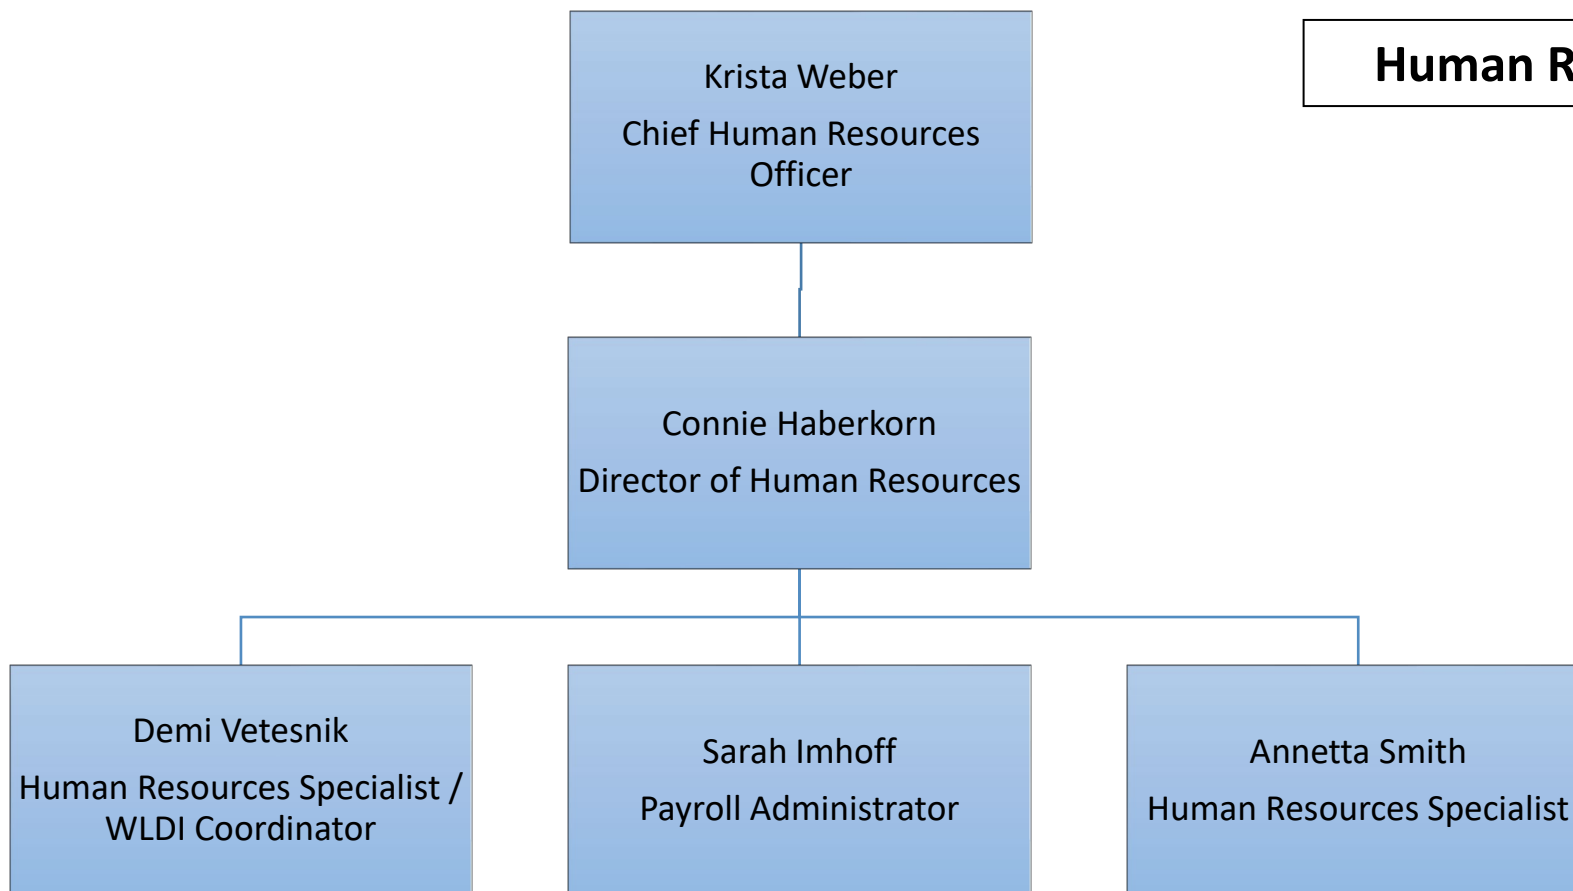 Human R
Krista Weber
Chief Human Resources
Officer
Connie Haberkorn
Director of Human Resources
Demi Vetesnik
Human Resources Specialist /
WLDI Coordinator
Sarah Imhoff
Payroll Administrator
Annetta Smith
Human Resources Specialist